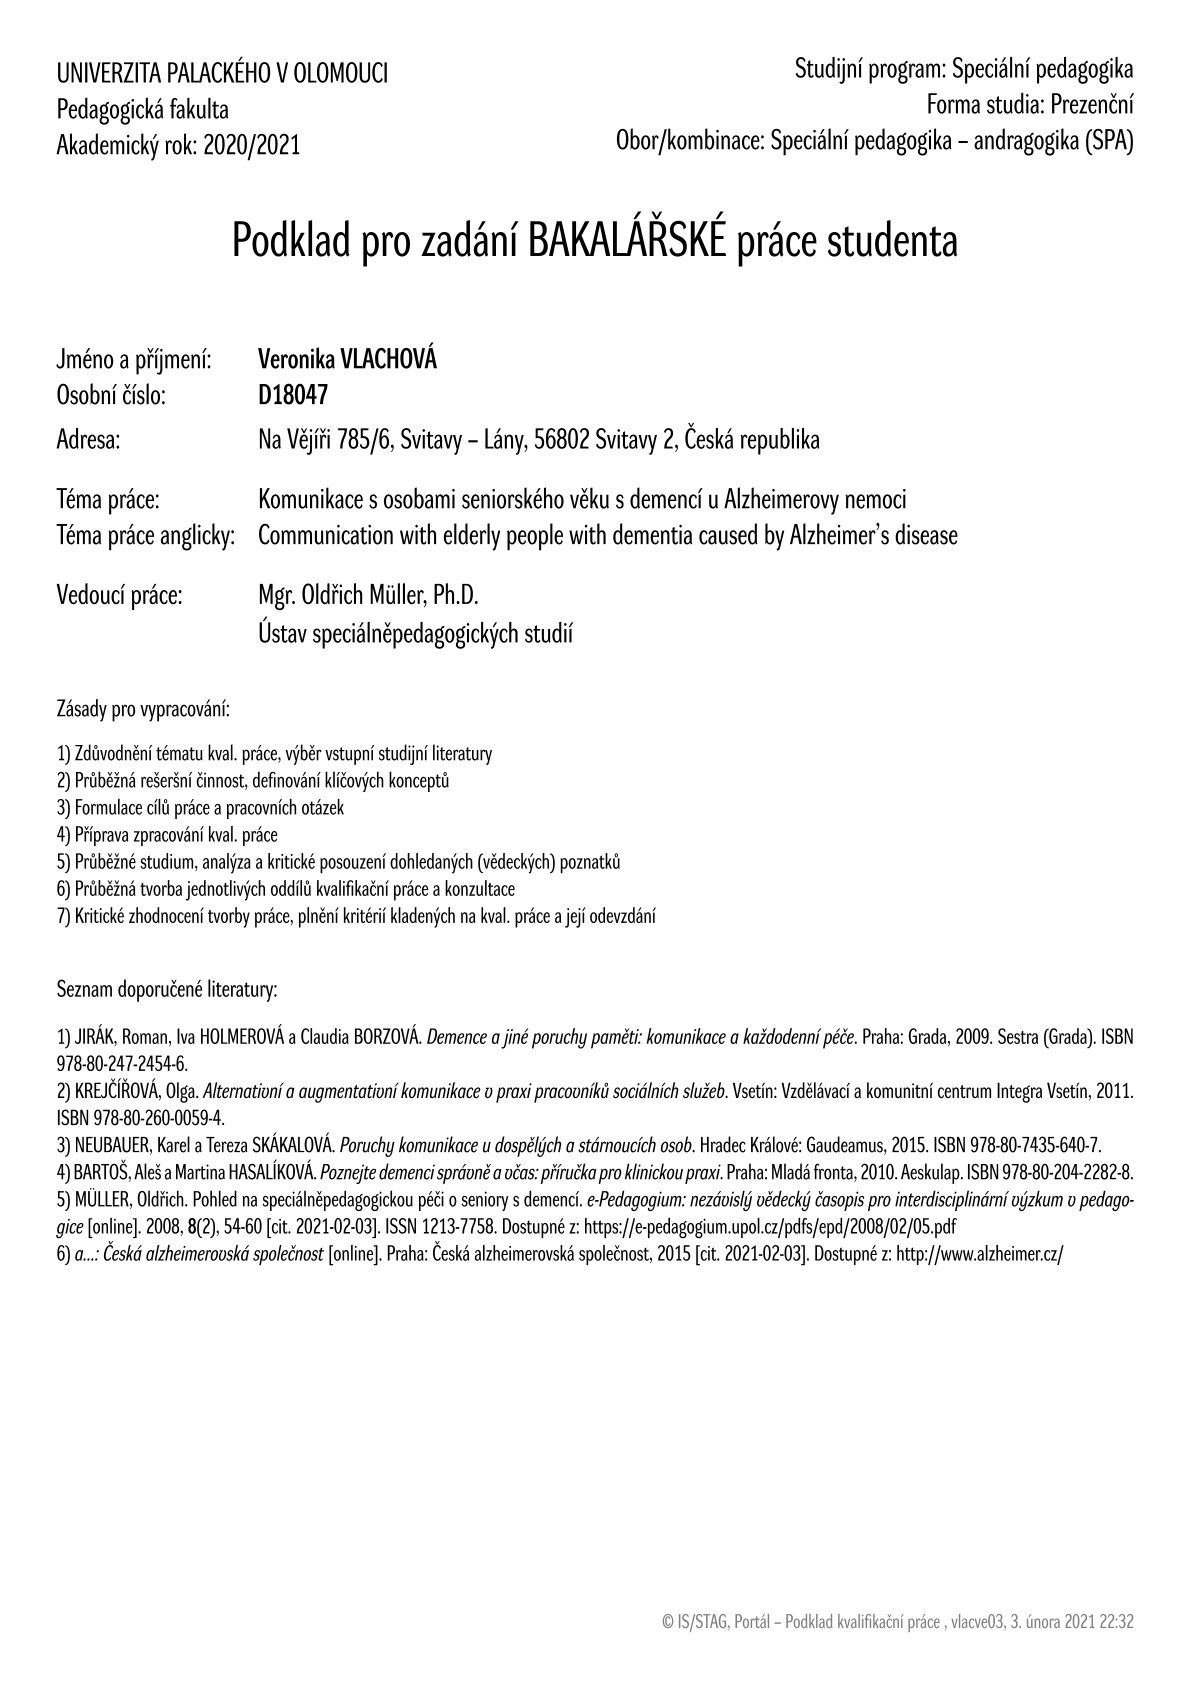 UNIVERZITA PALACKÉHO V OLOMOUCI
Pedagogická fakulta
Akademický rok: 2020/2021
Studijní program: Speciální pedagogika
Forma studia: Prezenční
Obor/kombinace: Speciální pedagogika – andragogika (SPA)
Podklad pro zadání BAKALÁŘSKÉ práce studenta
Jméno a příjmení: Veronika VLACHOVÁ
Osobní číslo: D18047
Adresa: Na Vějíři 785/6, Svitavy – Lány, 56802 Svitavy 2, Česká republika
Téma práce: Komunikace s osobami seniorského věku s demencí u Alzheimerovy nemoci
Téma práce anglicky: Communication with elderly people with dementia caused by Alzheimer’s disease
Vedoucí práce: Mgr. Oldřich Müller, Ph.D.
Ústav speciálněpedagogických studií
Zásady pro vypracování:
1) Zdůvodnění tématu kval. práce, výběr vstupní studijní literatury
2) Průběžná rešeršní činnost, definování klíčových konceptů
3) Formulace cílů práce a pracovních otázek
4) Příprava zpracování kval. práce
5) Průběžné studium, analýza a kritické posouzení dohledaných (vědeckých) poznatků
6) Průběžná tvorba jednotlivých oddílů kvalifikační práce a konzultace
7) Kritické zhodnocení tvorby práce, plnění kritérií kladených na kval. práce a její odevzdání
Seznam doporučené literatury:
1) JIRÁK, Roman, Iva HOLMEROVÁ a Claudia BORZOVÁ. Demence a jiné poruchy paměti: komunikace a každodenní péče. Praha: Grada, 2009. Sestra (Grada). ISBN
978-80-247-2454-6.
2) KREJČÍŘOVÁ, Olga. Alternativní a augmentativní komunikace v praxi pracovníků sociálních služeb. Vsetín: Vzdělávací a komunitní centrum Integra Vsetín, 2011.
ISBN 978-80-260-0059-4.
3) NEUBAUER, Karel a Tereza SKÁKALOVÁ. Poruchy komunikace u dospělých a stárnoucích osob. Hradec Králové: Gaudeamus, 2015. ISBN 978-80-7435-640-7.
4) BARTOŠ, Aleš a Martina HASALÍKOVÁ. Poznejte demenci správně a včas: příručka pro klinickou praxi. Praha: Mladá fronta, 2010. Aeskulap. ISBN 978-80-204-2282-8.
5) MÜLLER, Oldřich. Pohled na speciálněpedagogickou péči o seniory s demencí. e-Pedagogium: nezávislý vědecký časopis pro interdisciplinární výzkum v pedago-
gice [online]. 2008, 8(2), 54-60 [cit. 2021-02-03]. ISSN 1213-7758. Dostupné z: https://e-pedagogium.upol.cz/pdfs/epd/2008/02/05.pdf
6) a...: Česká alzheimerovská společnost [online]. Praha: Česká alzheimerovská společnost, 2015 [cit. 2021-02-03]. Dostupné z: http://www.alzheimer.cz/
© IS/STAG, Portál – Podklad kvalifikační práce , vlacve03, 3. února 2021 22:32